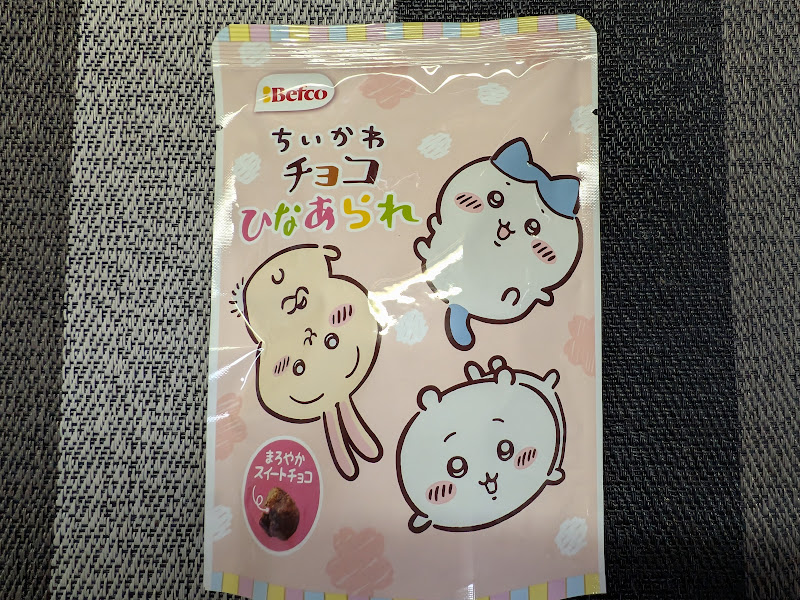 Befco
ちいかわ
チョコ
ひなあられ
まろやか
スイートチョコ